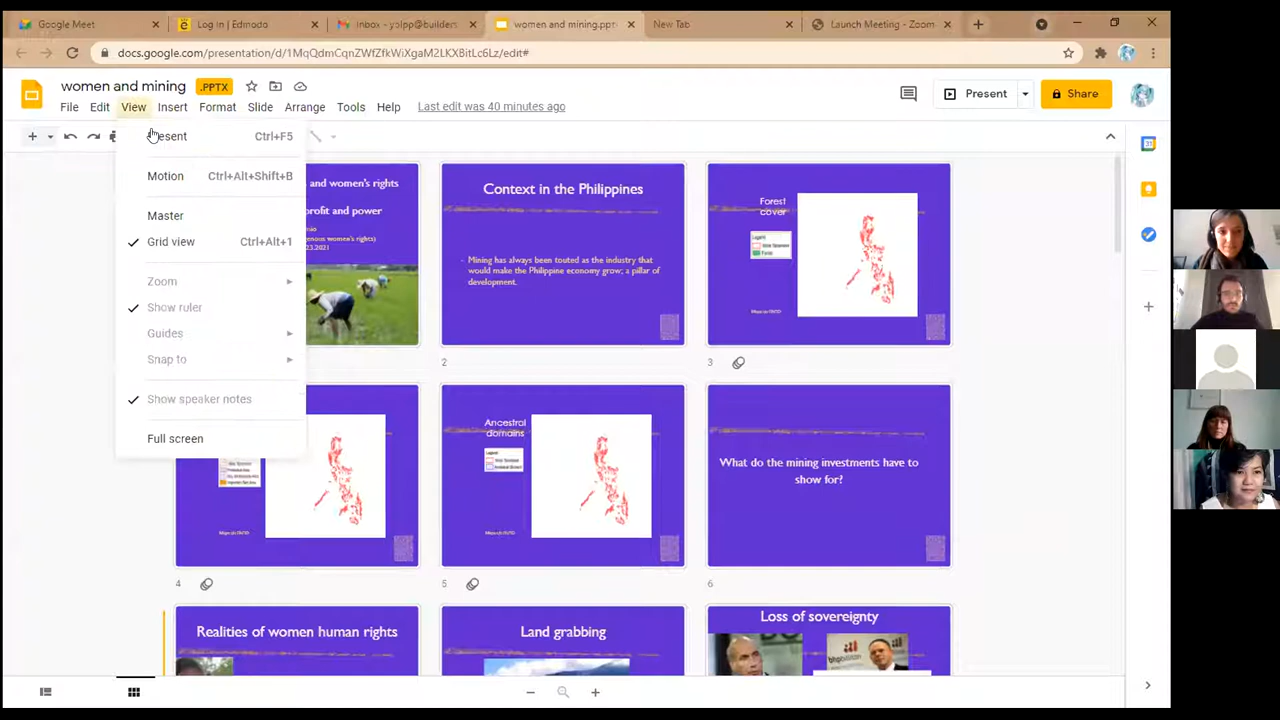 Google Meet
Log In | Edmodo
Inbox - yolpp@builders
women and mining.ppt
New Tab
Launch Meeting - Zoom
docs.google.com/presentation/d/1MqQdmCqnZWfZfkWiXgaM2LKX8itLc6Lz/edit#
women and mining .PPTX
File Edit View Insert Format Slide Arrange Tools Help Last edit was 40 minutes ago
Present
Share
Present Ctrl+F5
Motion Ctrl+Alt+Shift+B
Master
Grid view Ctrl+Alt+1
Zoom
Show ruler
Guides
Snap to
Show speaker notes
Full screen
and women's rights
profit and power
Context in the Philippines
Mining has always been touted as the industry that
would make the Philippine economy grow; a pillar of
development.
2
Forest
cover
Legend
3
4
Ancestral
domains
Legend
5
What do the mining investments have to
show for?
6
Realities of women human rights
Land grabbing
Loss of sovereignty
bhpbilliton